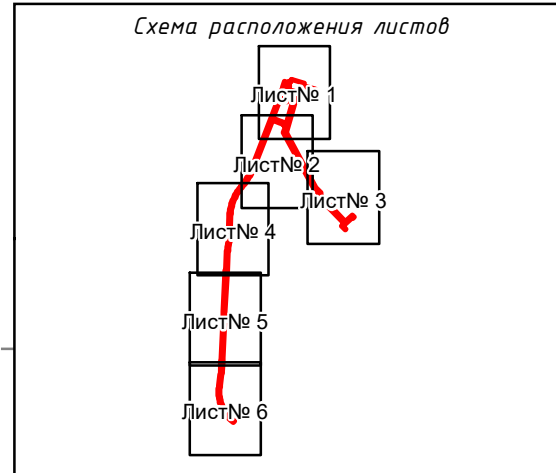 Схема расположения листов
Лист№ 1
Лист№ 2
Лист№ 3
Лист№ 4
Лист№ 5
Лист№ 6